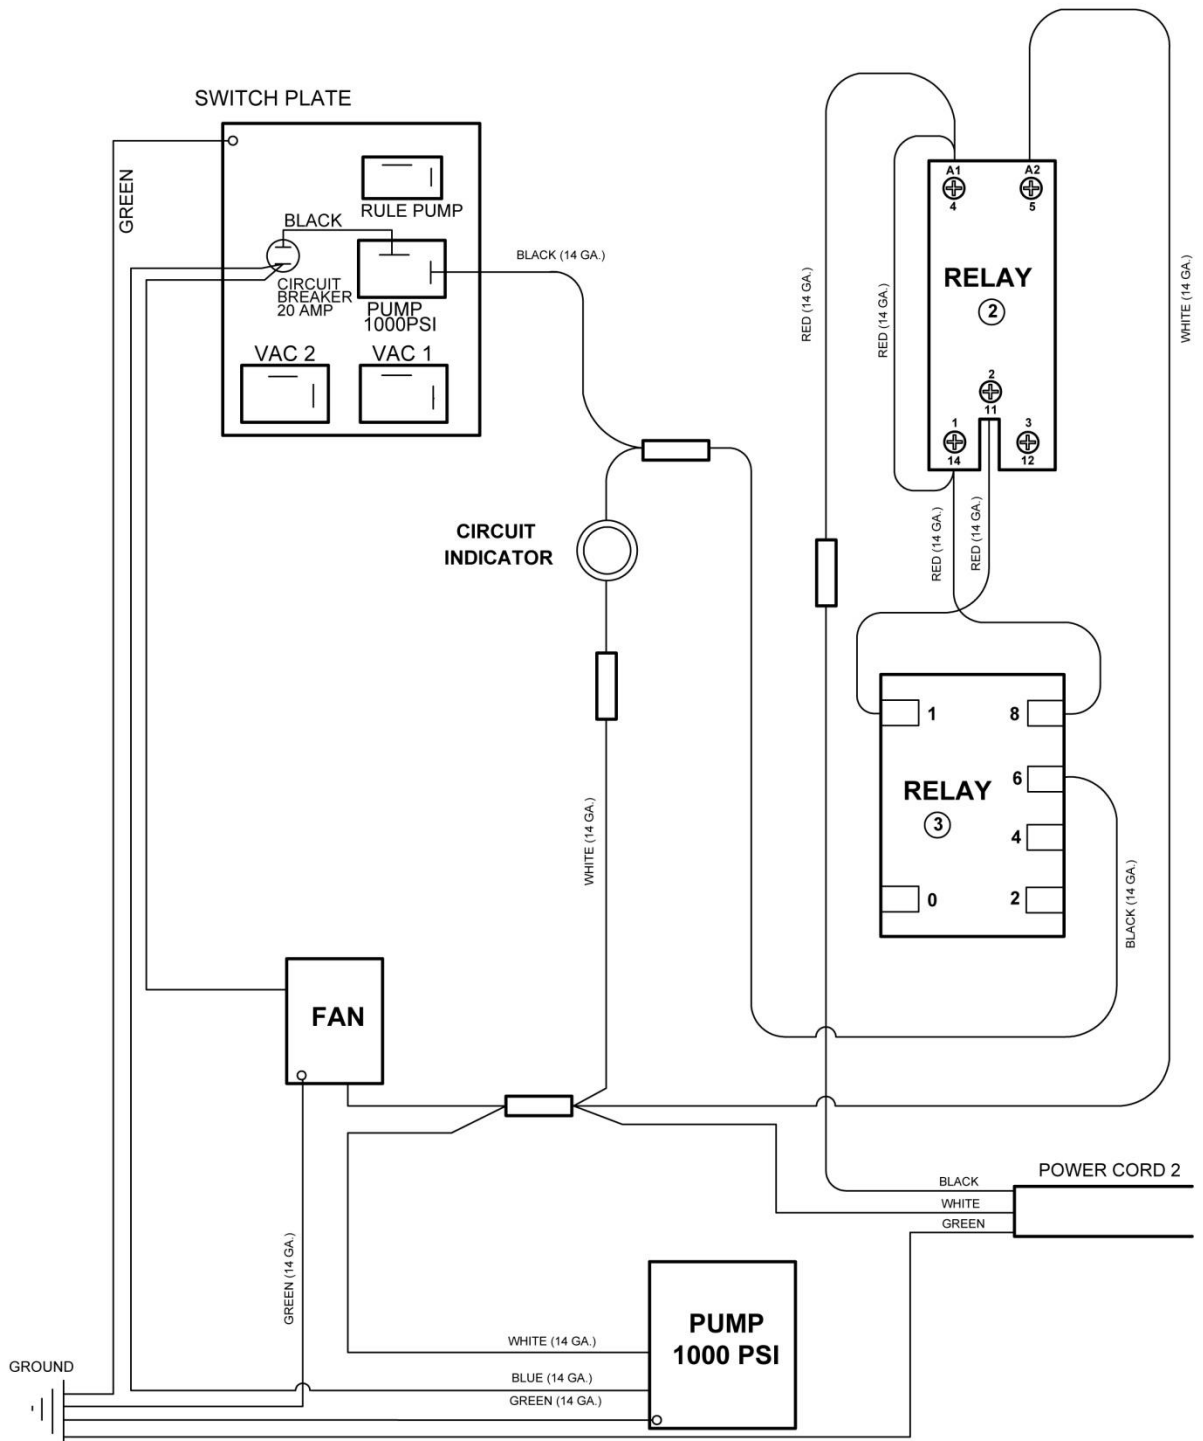 SWITCH PLATE
GREEN
RULE PUMP
BLACK
CIRCUIT
BREAKER
20 AMP
PUMP
1000PSI
BLACK (14 GA.)
VAC 2
VAC 1
RED (14 GA.)
RED (14 GA.)
WHITE (14 GA.)
A1
4
A2
5
RELAY
2
2
11
1
14
3
12
CIRCUIT
INDICATOR
RED (14 GA.)
RED (14 GA.)
1
8
RELAY
3
6
4
0
2
WHITE (14 GA.)
BLACK (14 GA.)
FAN
POWER CORD 2
BLACK
WHITE
GREEN
GREEN (14 GA.)
PUMP
1000 PSI
WHITE (14 GA.)
BLUE (14 GA.)
GREEN (14 GA.)
GROUND